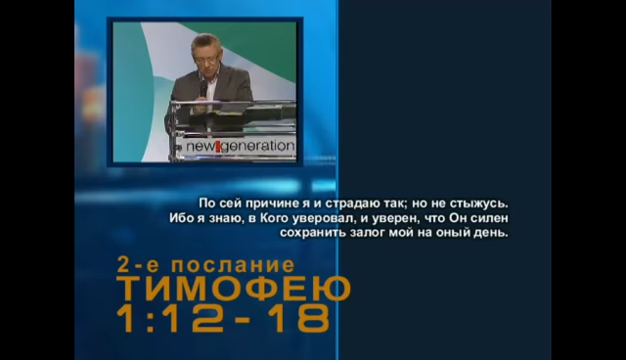 new generation
По сей причине я и страдаю так; но не стыжусь.
Ибо я знаю, в Кого уверовал, и уверен, что Он силен
сохранить залог мой на оный день.
2-е послание
ТИМОФЕЮ
1:12-18